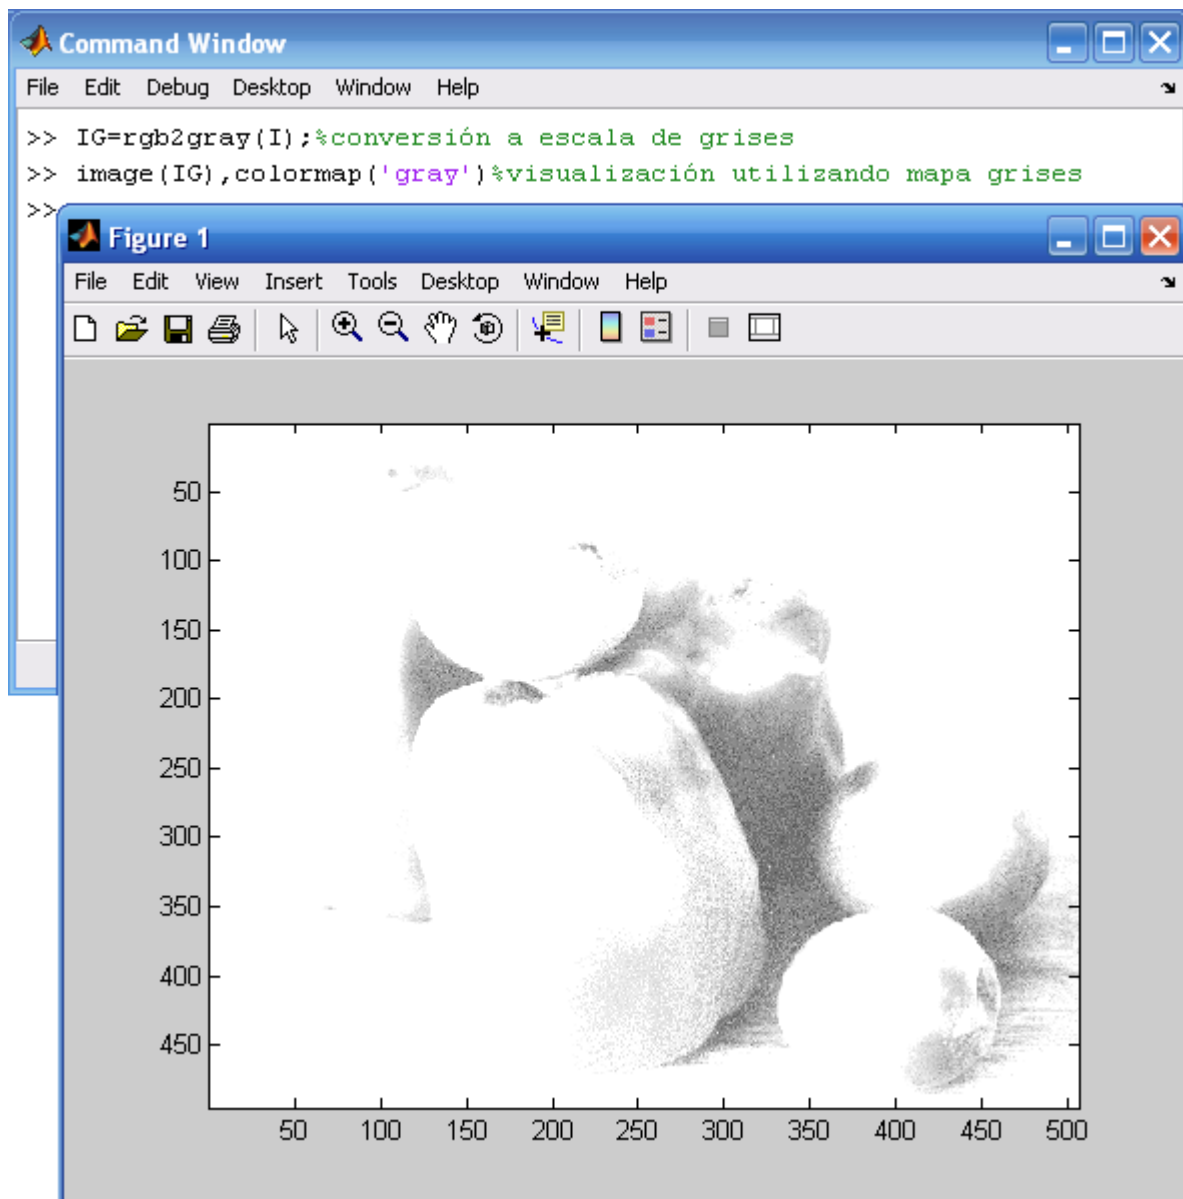 Command Window
File Edit Debug Desktop Window Help
>> IG=rgb2gray(I);%conversión a escala de grises
>> image(IG),colormap('gray')%visualización utilizando mapa grises
>>
Figure 1
File Edit View Insert Tools Desktop Window Help
50
100
150
200
250
300
350
400
450
50 100 150 200 250 300 350 400 450 500